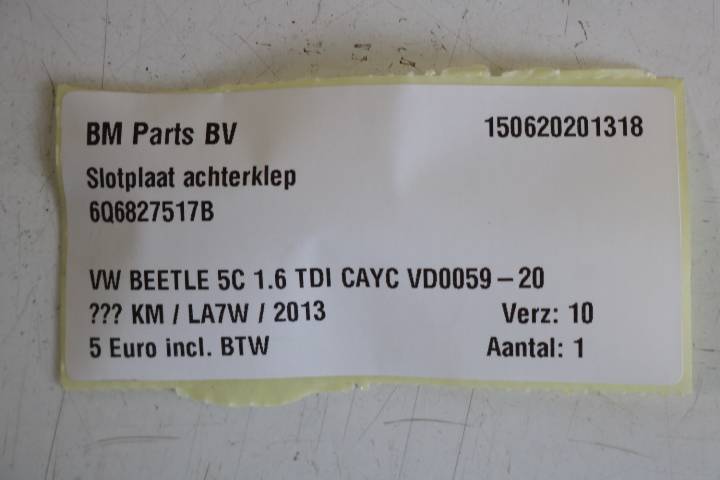 BM Parts BV 150620201318
Slotplaat achterklep
6Q6827517B
VW BEETLE 5C 1.6 TDI CAYC VD0059-20
??? KM / LA7W / 2013 Verz: 10
5 Euro incl. BTW Aantal: 1